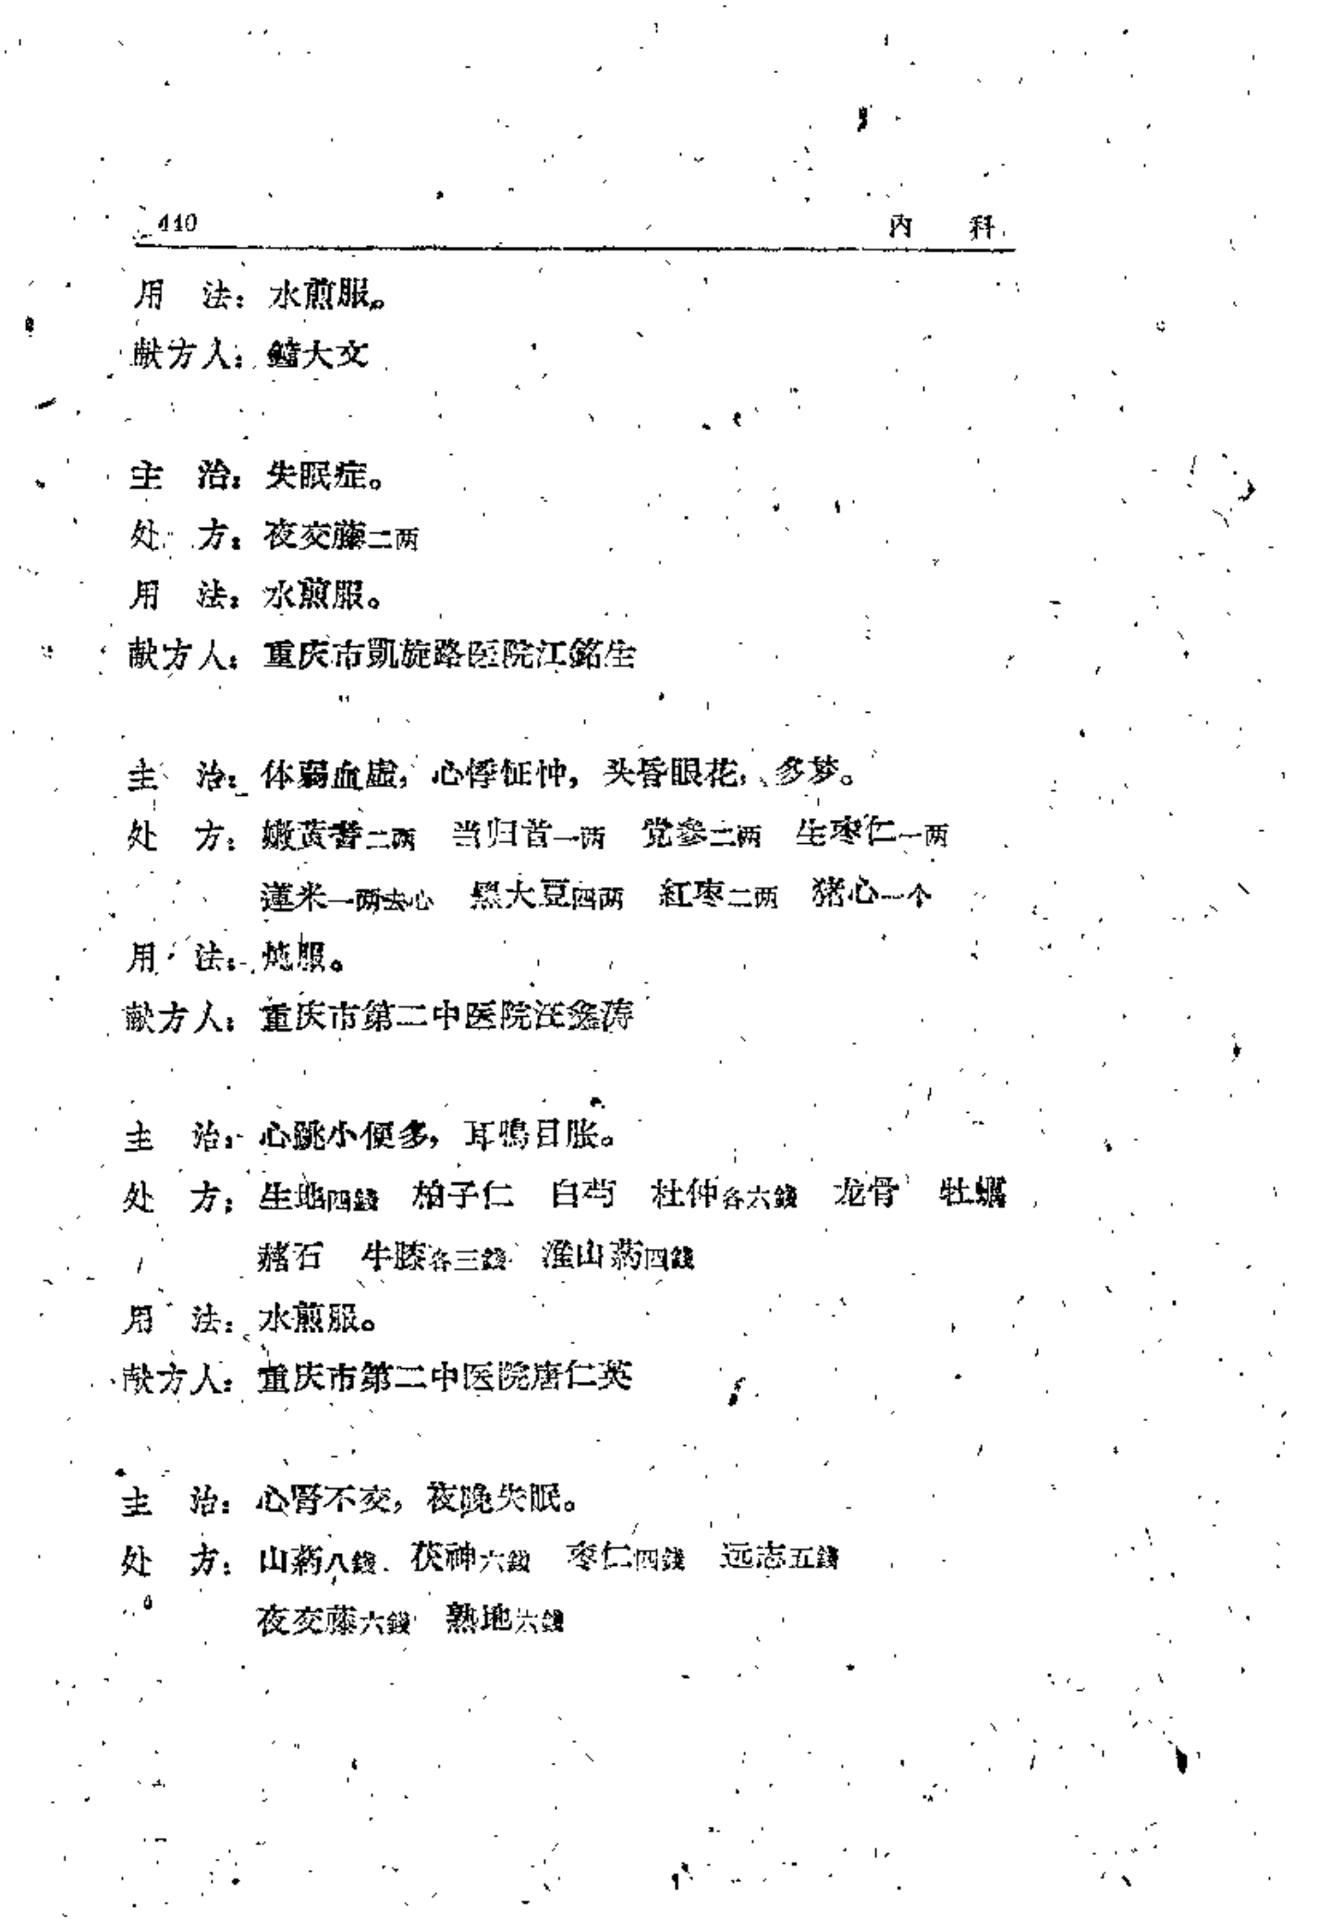 440 内 科
用 法：水煎服。
献方人：大文
主 治：失眠症。
处 方：夜交藤二两
用 法：水煎服。
献方人：重庆市凱旋路医院江銘生
主 治：体弱血虛，心悸怔忡，头昏眼花，多梦。
处 方：嫩黃蓍二两 当归首一两 党参二两 生枣仁一两
蓮米一两去心 黑大豆四两 紅枣二两 猪心一个
用 法：炖服。
献方人：重庆市第二中医院汪鑫涛
主 治：心跳小便多，耳鳴目胀。
处 方：生地四錢 柏子仁 白芍 杜仲各六錢 龙骨 牡蠣
赭石 牛膝各三錢 淮山葯四錢
用 法：水煎服。
献方人：重庆市第二中医院唐仁英
主 治：心腎不交，夜晚失眠。
处 方：山葯八錢 茯神六錢 枣仁四錢 远志五錢
夜交藤六錢 熟地六錢